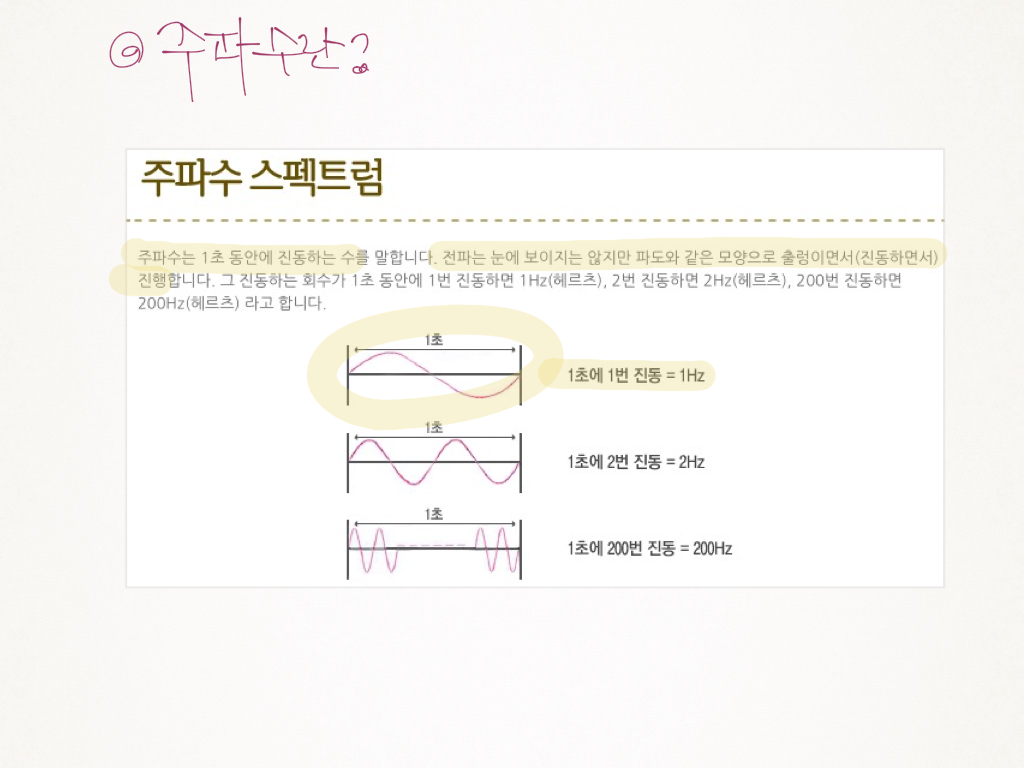 주파수란?
주파수 스펙트럼
주파수는 1초 동안에 진동하는 수를 말합니다. 전파는 눈에 보이지는 않지만 파도와 같은 모양으로 출렁이면서(진동하면서)
진행합니다. 그 진동하는 회수가 1초 동안에 1번 진동하면 1Hz(헤르츠), 2번 진동하면 2Hz(헤르츠), 200번 진동하면
200Hz(헤르츠) 라고 합니다.
1초
1초에 1번 진동 = 1Hz
1초
1초에 2번 진동 = 2Hz
1초
1초에 200번 진동 = 200Hz